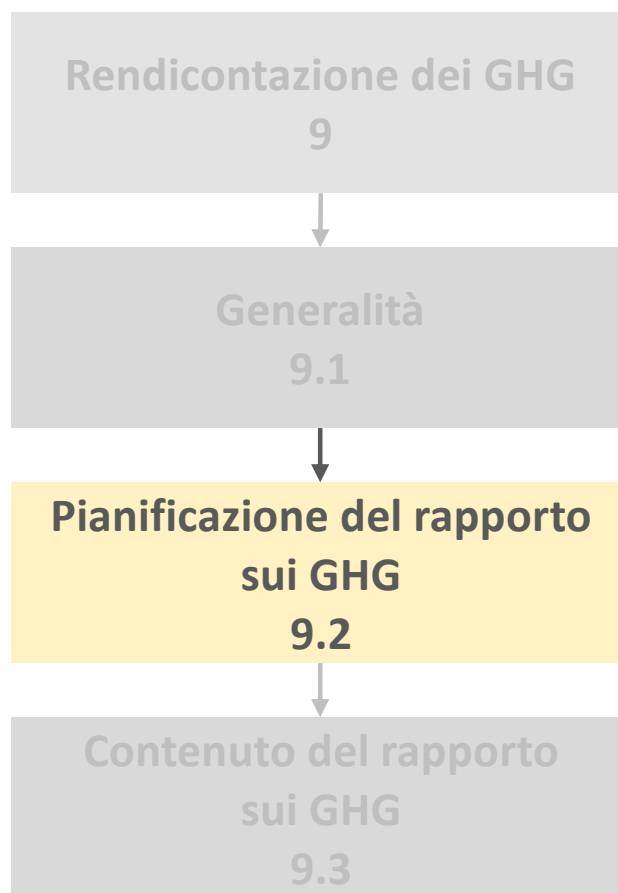 Rendicontazione dei GHG
9
Generalità
9.1
Pianificazione del rapporto
sui GHG
9.2
Contenuto del rapporto
sui GHG
9.3